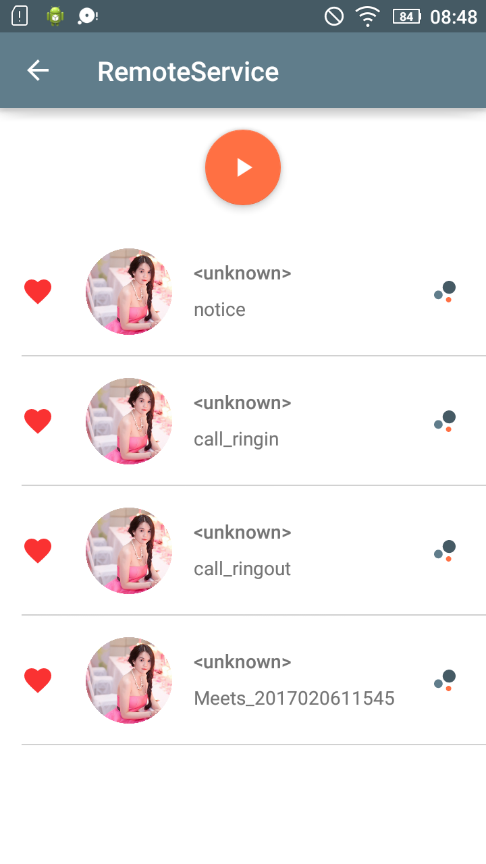 84 08:48
RemoteService
<unknown>
notice
<unknown>
call_ringin
<unknown>
call_ringout
<unknown>
Meets_2017020611545